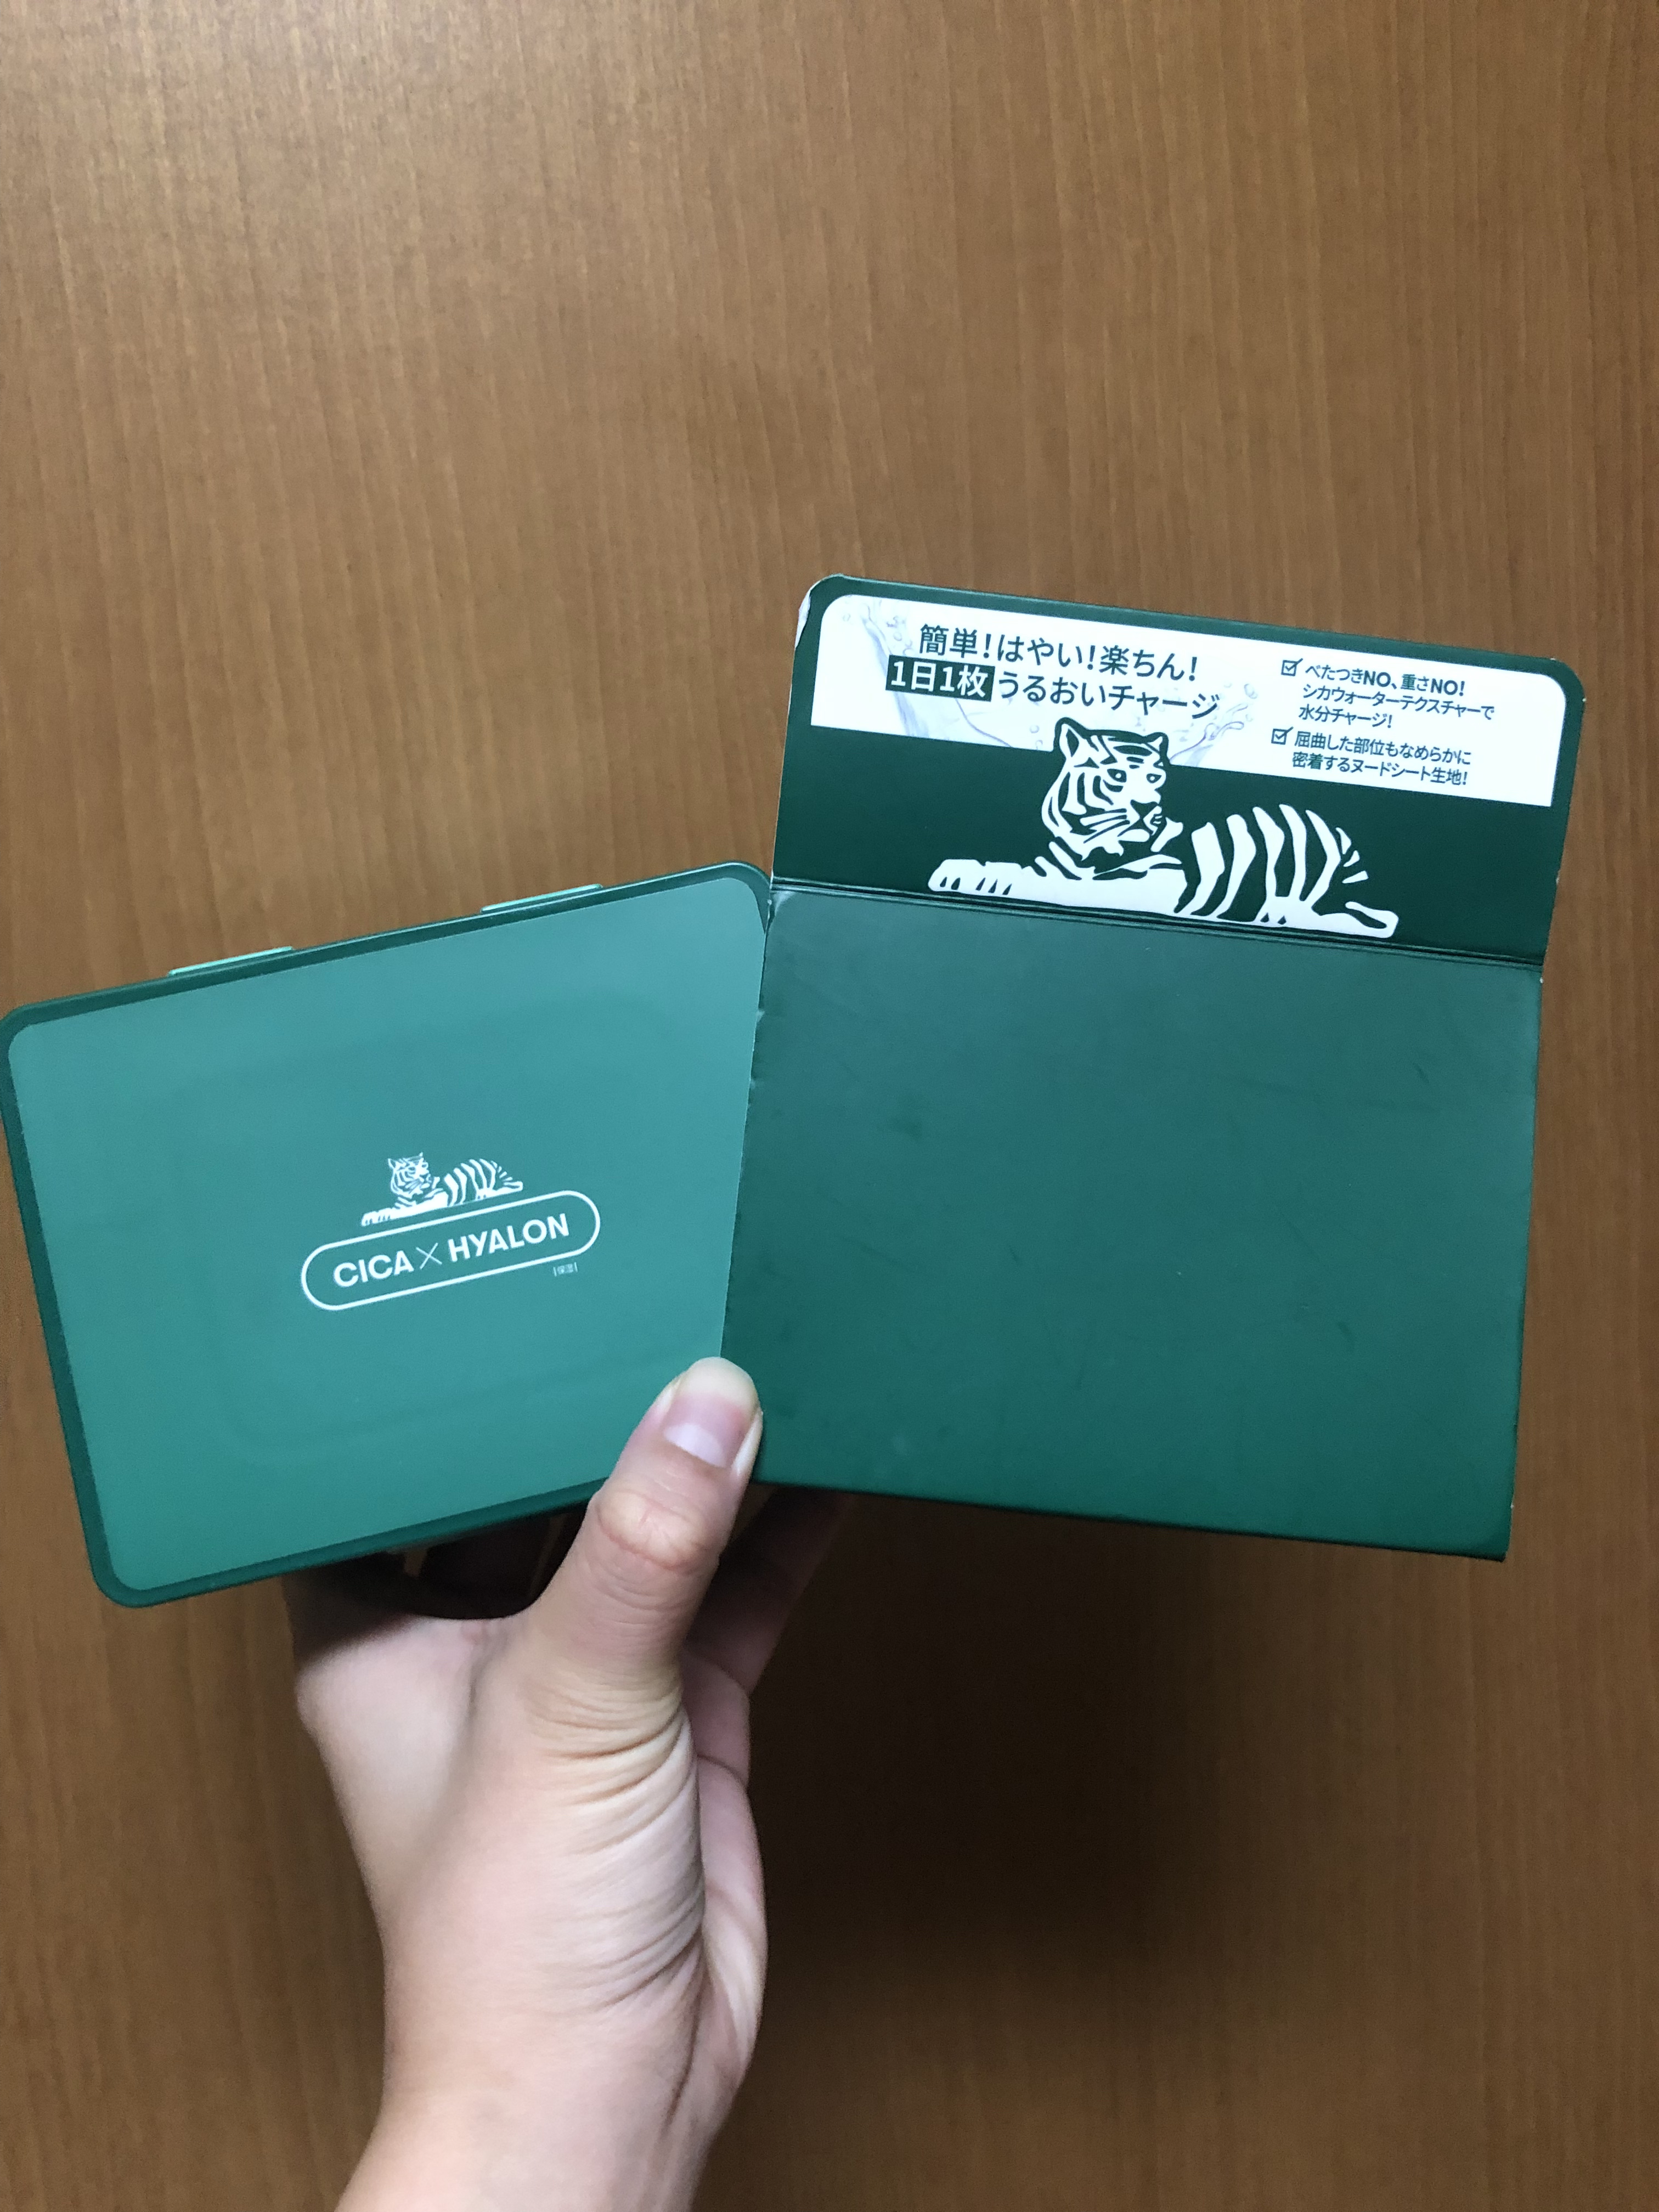 簡単！はやい！楽ちん！
1日1枚 うるおいチャージ
べたつきNO、重さNO！
シカウォーターテクスチャーで
水分チャージ！
屈曲した部位もなめらかに
密着するヌードシート生地！
CICA×HYALON
[保湿]